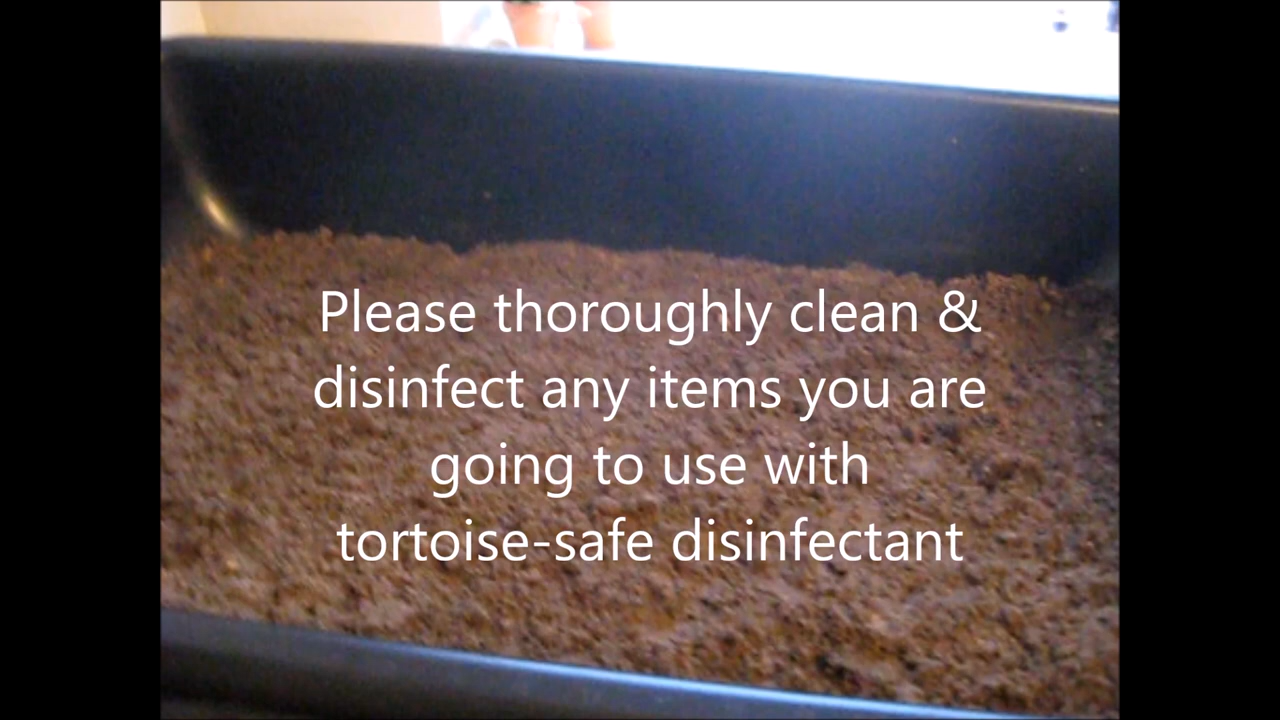 Please thoroughly clean &
disinfect any items you are
going to use with
tortoise-safe disinfectant